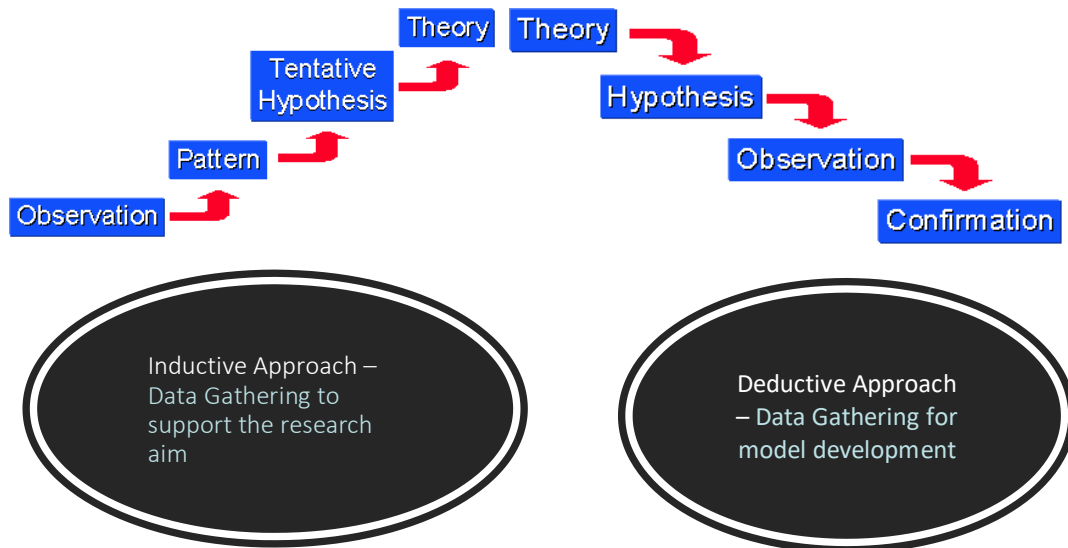 Theory
Theory
Tentative
Hypothesis
Hypothesis
Pattern
Observation
Observation
Confirmation
Inductive Approach –
Data Gathering to
support the research
aim
Deductive Approach
– Data Gathering for
model development